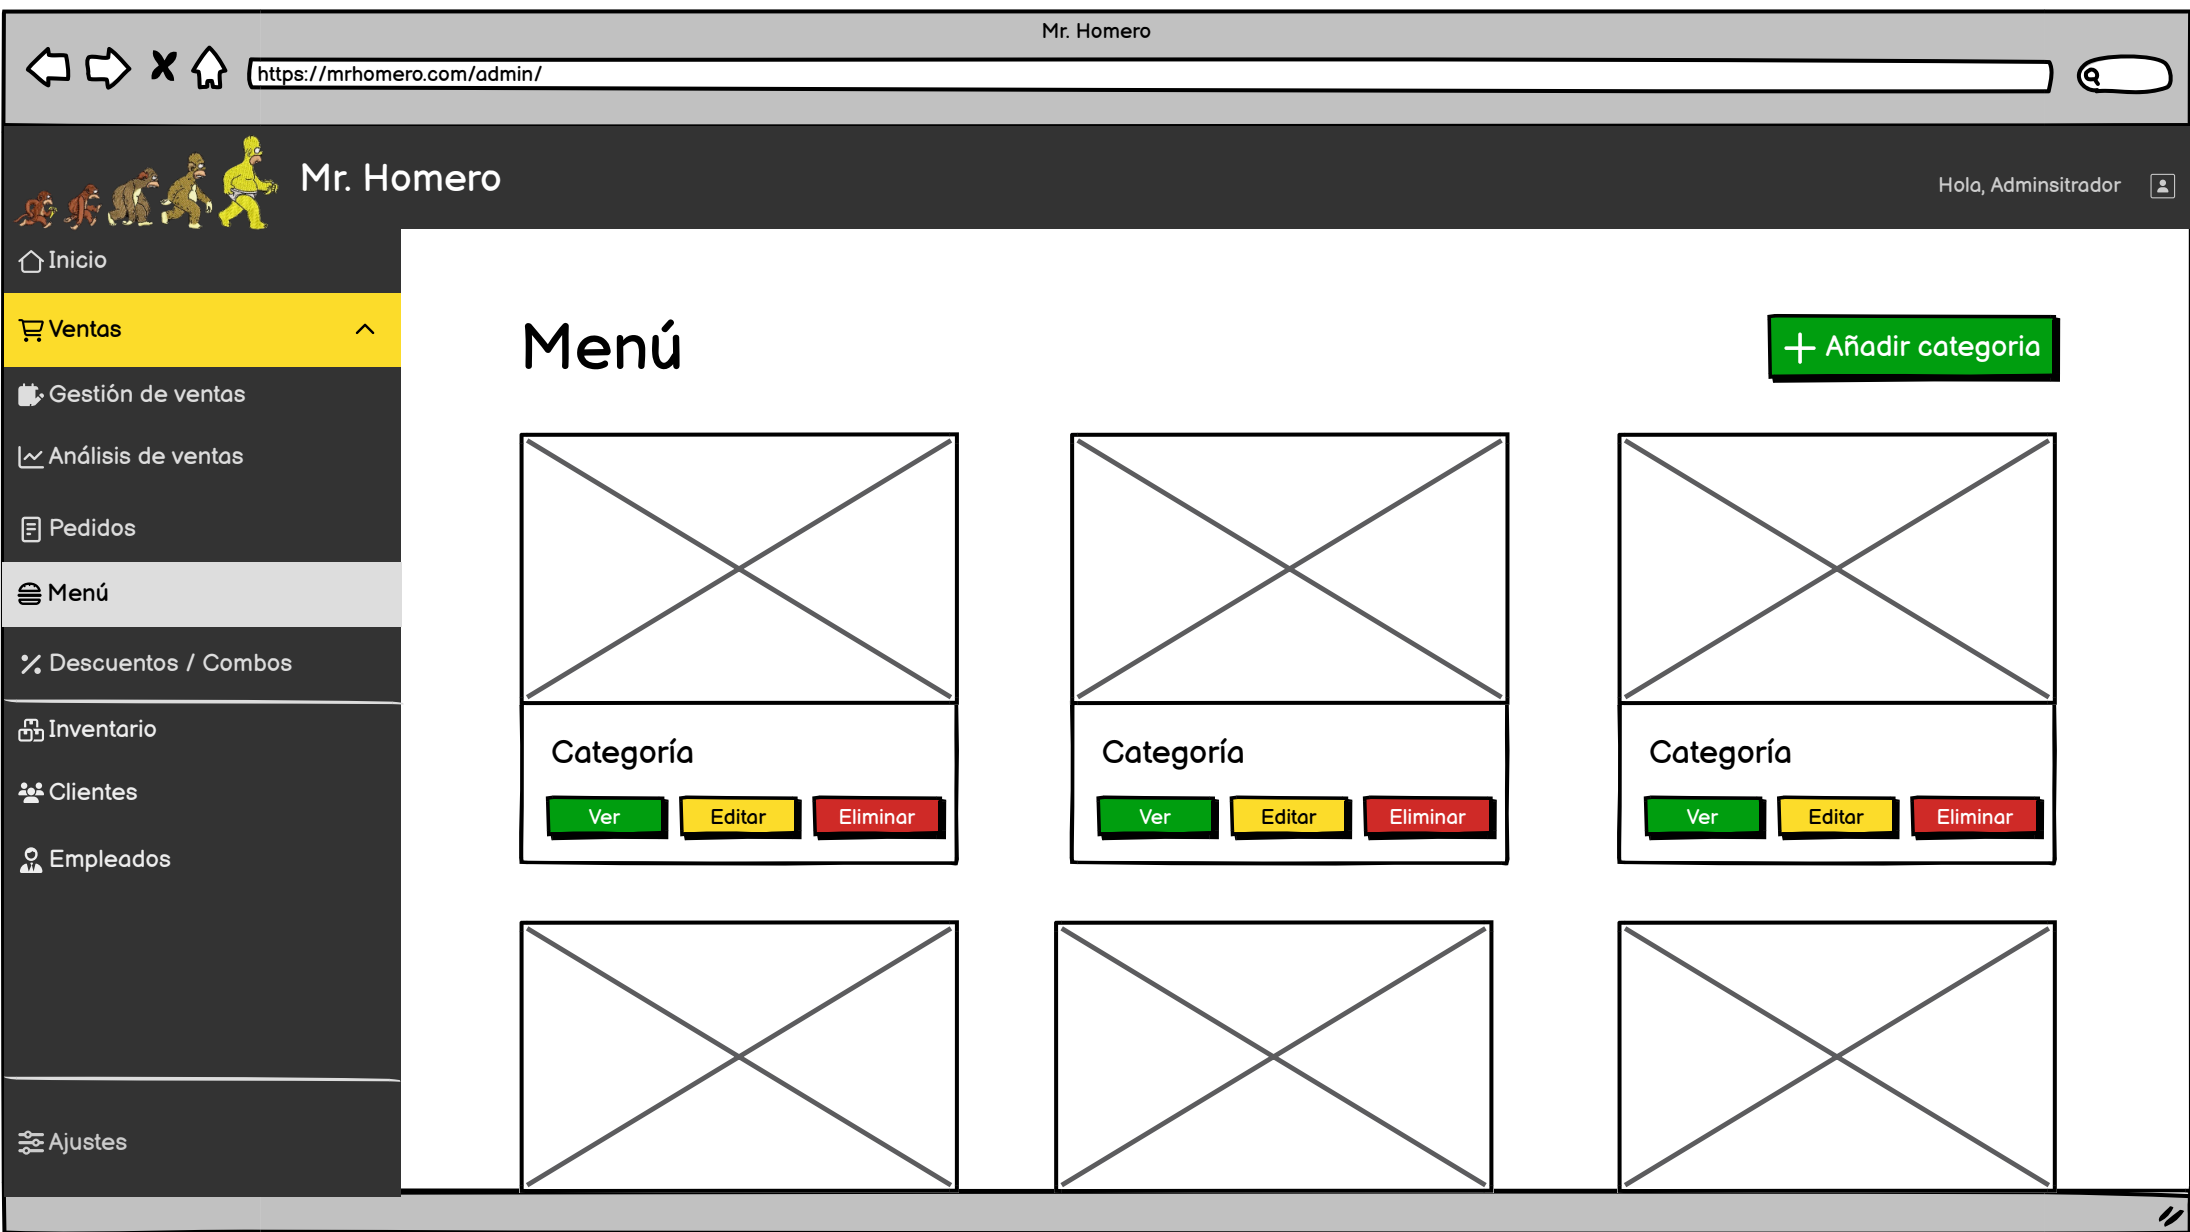 Mr. Homero
https://mrhomero.com/admin/
Mr. Homero
Hola, Adminsitrador
Inicio
Ventas
Gestión de ventas
Análisis de ventas
Pedidos
Menú
Descuentos / Combos
Inventario
Clientes
Empleados
Ajustes
Menú
Añadir categoria
Categoría
Ver Editar Eliminar
Categoría
Ver Editar Eliminar
Categoría
Ver Editar Eliminar